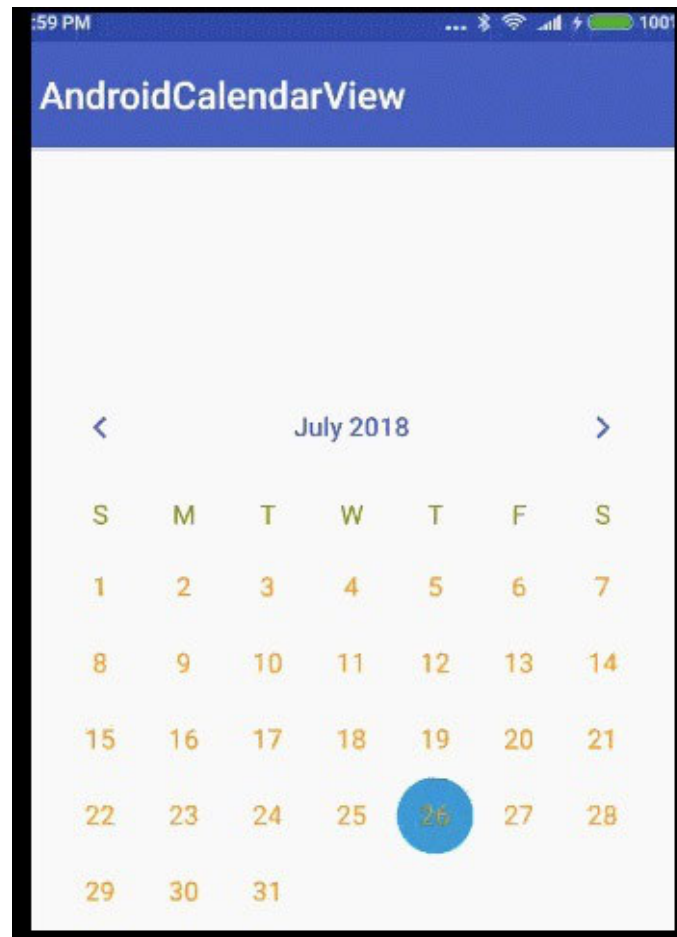 :59 PM ... 100%
AndroidCalendarView
< July 2018 >
S M T W T F S
1 2 3 4 5 6 7
8 9 10 11 12 13 14
15 16 17 18 19 20 21
22 23 24 25 26 27 28
29 30 31